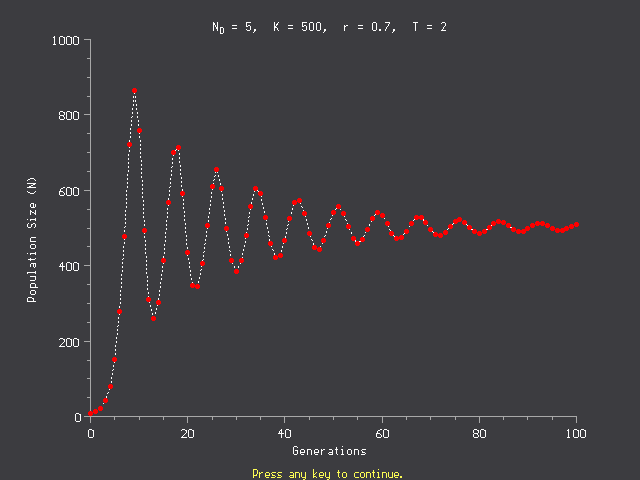 N_D = 5,  K = 500,  r = 0.7,  T = 2
1000
800
600
400
200
0
Population Size (N)
0 20 40 60 80 100
Generations
Press any key to continue.